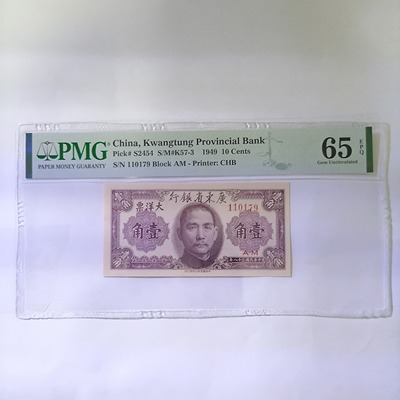 PMG
PAPER MONEY GUARANTY
China, Kwangtung Provincial Bank
Pick# S2454 S/M#K57-3 1949 10 Cents
S/N 110179 Block AM - Printer: CHB
65 EPQ
Gem Uncirculated
行銀省東廣
票洋大
110179
角壹
角壹
A-M